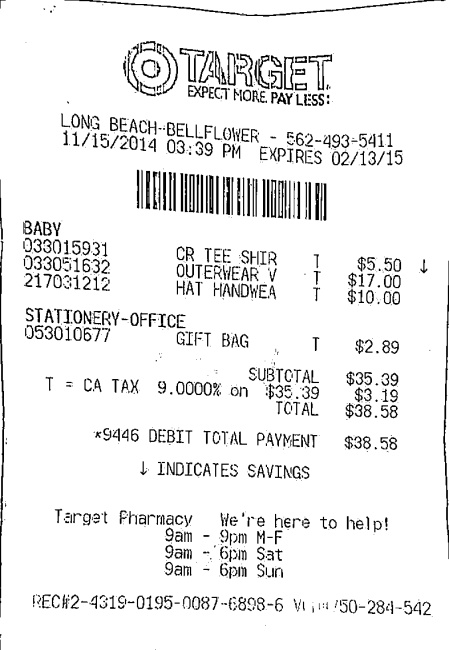 TARGET
EXPECT MORE. PAY LESS.
LONG BEACH-BELLFLOWER - 562-493-5411
11/15/2014 03:39 PM EXPIRES 02/13/15
BABY
033015931 CR TEE SHIR T $5.50 ↓
033051632 OUTERWEAR V T $17.00
217031212 HAT HANDWEA T $10.00
STATIONERY-OFFICE
053010677 GIFT BAG T $2.89
SUBTOTAL $35.39
T = CA TAX 9.0000% on $35.39 $3.19
TOTAL $38.58
*9446 DEBIT TOTAL PAYMENT $38.58
↓ INDICATES SAVINGS
Target Pharmacy We're here to help!
9am - 9pm M-F
9am - 6pm Sat
9am - 6pm Sun
REC#2-4319-0195-0087-6898-6 750-284-542